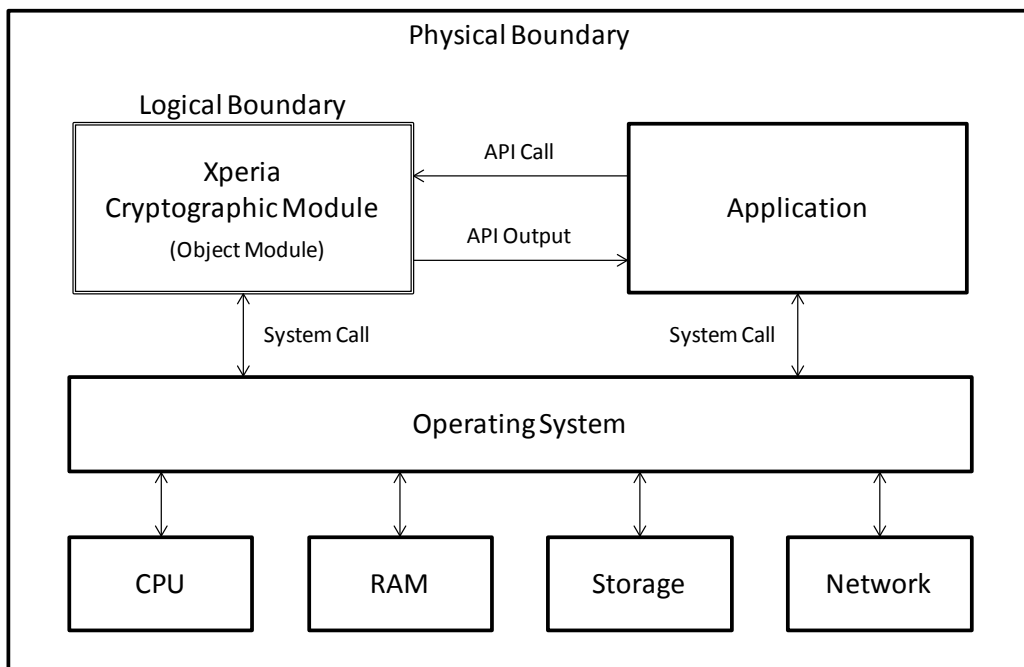 Physical Boundary
Logical Boundary
Xperia
Cryptographic Module
(Object Module)
API Call
API Output
Application
System Call
System Call
Operating System
CPU
RAM
Storage
Network